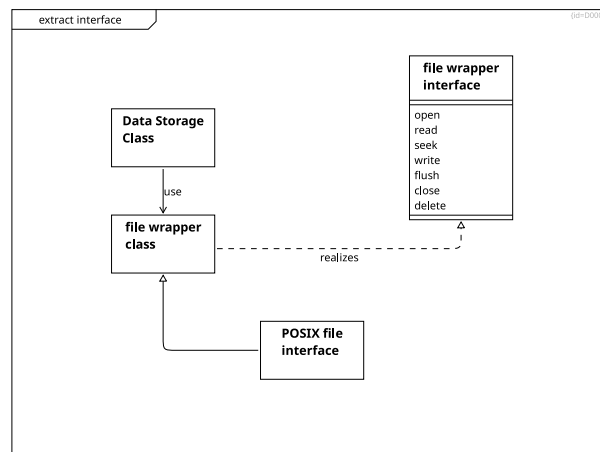 extract interface
file wrapper
interface
open
read
seek
write
flush
close
delete
Data Storage
Class
use
file wrapper
class
realizes
POSIX file
interface